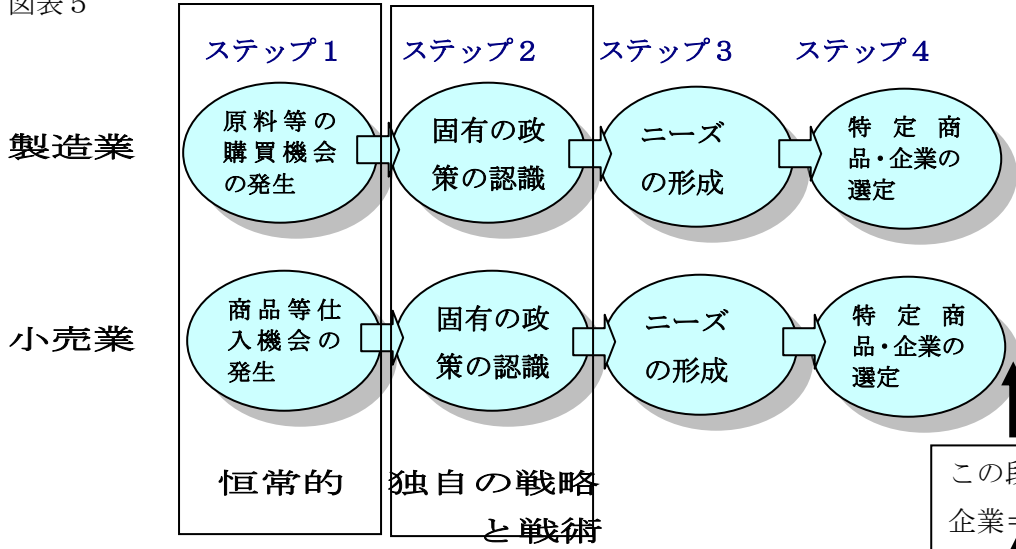 図表５
ステップ１
ステップ２
ステップ３
ステップ４
製造業
原料等の
購買機会
の発生
固有の政
策の認識
ニーズ
の形成
特定商
品・企業の
選定
小売業
商品等仕
入機会の
発生
固有の政
策の認識
ニーズ
の形成
特定商
品・企業の
選定
恒常的
独自の戦略
と戦術
この段
企業＝